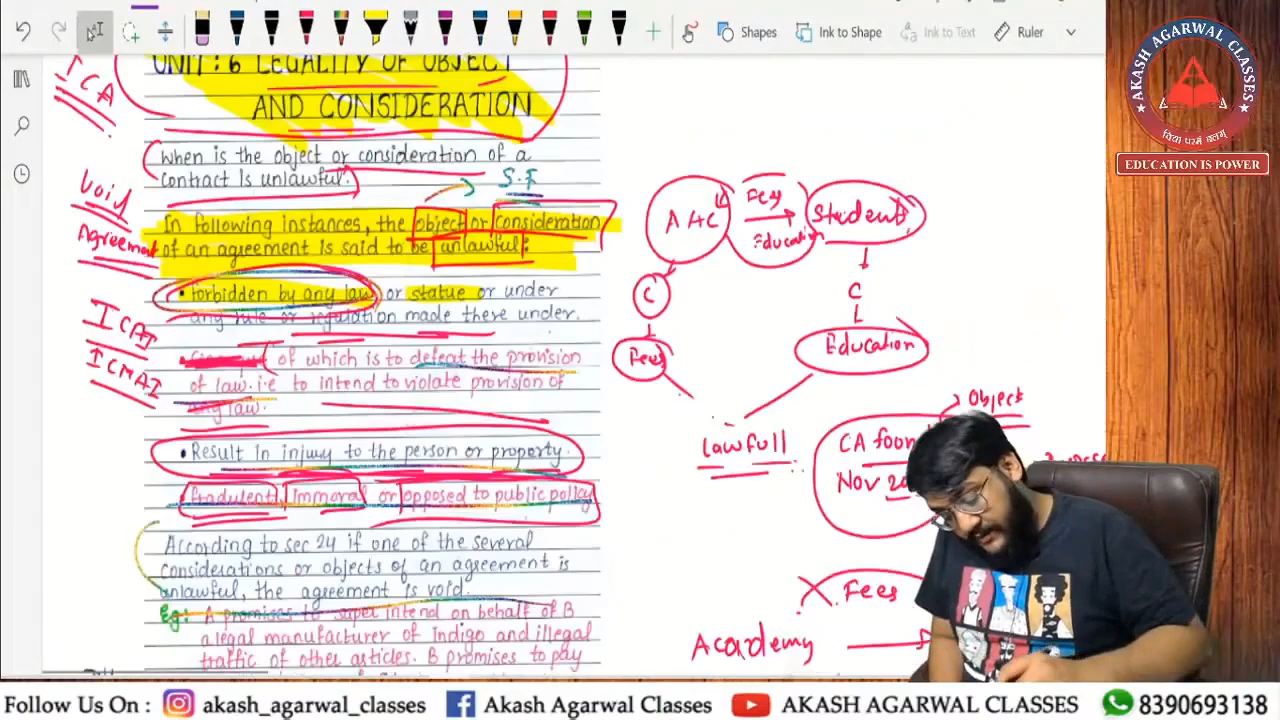 Shapes
Ink to Shape
Ink to Text
Ruler
AKASH AGARWAL CLASSES
EDUCATION IS POWER
ICA
UNIT: 6 LEGALITY OF OBJECT
AND CONSIDERATION
When is the object or consideration of a
contract is unlawful.
S.F
Void
Agreement
In following instances, the object or consideration
of an agreement is said to be unlawful:
• forbidden by any law or statue or under
any rule or regulation made there under.
ICAI
ICMAI
of which is to defeat the provision
of law. i.e to intend to violate provision of
any law.
• Result in injury to the person or property.
fradulent, immoral or opposed to public policy
According to sec 24 if one of the several
considerations or objects of an agreement is
unlawful, the agreement is void.
Eg: A promises to super intend on behalf of B
a legal manufacturer of indigo and illegal
traffic of other articles. B promises to pay
Fees
Student
Education
C
C
Fees
Education
lawfull
Object
CA foun
Nov 20
Fees
Academy
Follow Us On :
akash_agarwal_classes
Akash Agarwal Classes
AKASH AGARWAL CLASSES
8390693138